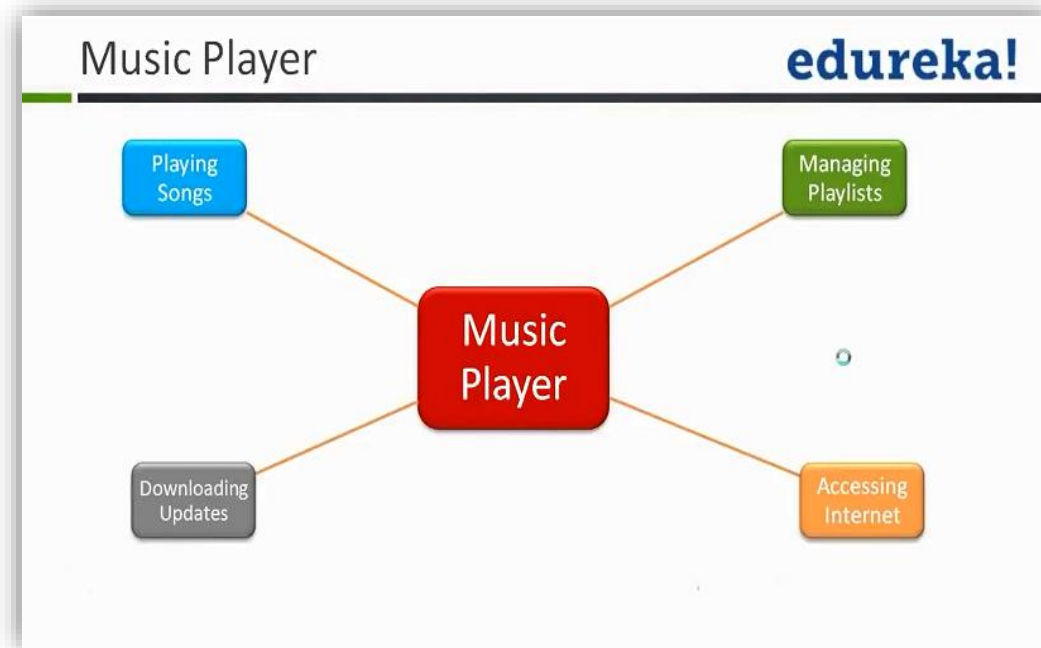 Music Player
edureka!
Playing
Songs
Managing
Playlists
Music
Player
Downloading
Updates
Accessing
Internet